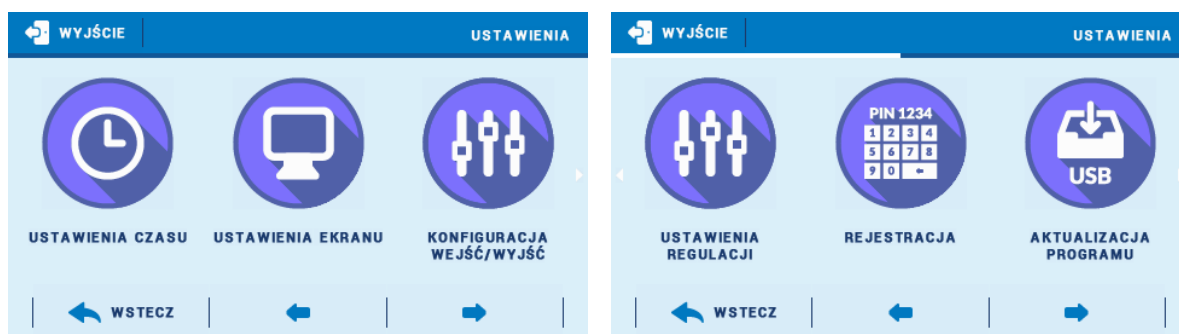 WYJŚCIE
USTAWIENIA
USTAWIENIA CZASU
USTAWIENIA EKRANU
KONFIGURACJA
WEJŚĆ/WYJŚĆ
WSTECZ
WYJŚCIE
USTAWIENIA
PIN 1234
1 2 3 4
5 6 7 8
9 0
USB
USTAWIENIA
REGULACJI
REJESTRACJA
AKTUALIZACJA
PROGRAMU
WSTECZ